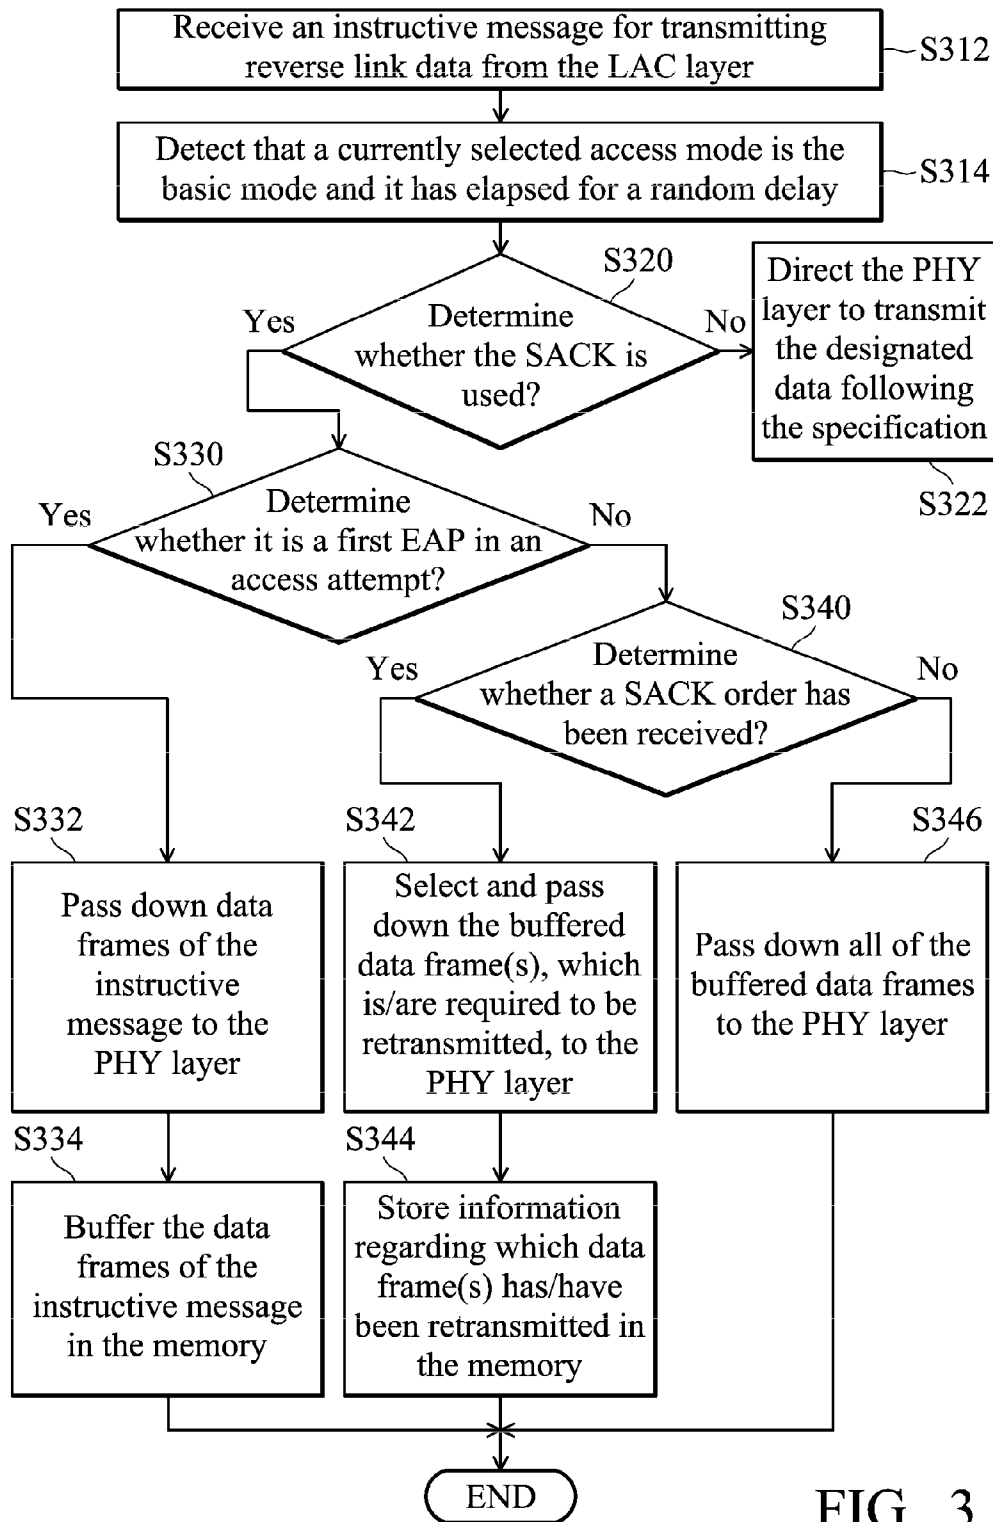 Receive an instructive message for transmitting
reverse link data from the LAC layer
S312
Detect that a currently selected access mode is the
basic mode and it has elapsed for a random delay
S314
S320
Yes
Determine
whether the SACK is
used?
No
Direct the PHY
layer to transmit
the designated
data following
the specification
S322
S330
Yes
Determine
whether it is a first EAP in an
access attempt?
No
S340
Yes
Determine
whether a SACK order has
been received?
No
S332
Pass down data
frames of the
instructive
message to the
PHY layer
S342
Select and pass
down the buffered
data frame(s), which
is/are required to be
retransmitted, to the
PHY layer
S346
Pass down all of the
buffered data frames
to the PHY layer
S334
Buffer the data
frames of the
instructive message
in the memory
S344
Store information
regarding which data
frame(s) has/have
been retransmitted in
the memory
END
FIG. 3